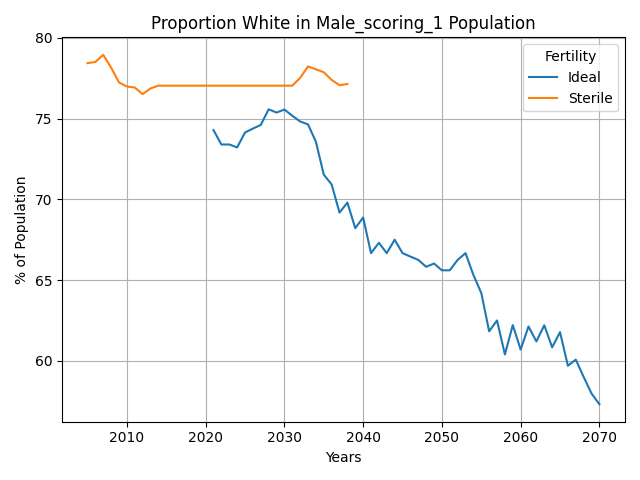 Proportion White in Male_scoring_1 Population
Fertility
Ideal
Sterile
% of Population
80
75
70
65
60
2010
2020
2030
2040
2050
2060
2070
Years